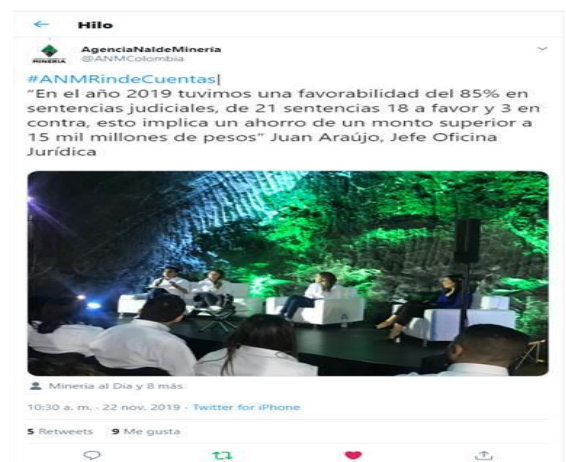 Hilo
MINERÍA
AgenciaNaldeMinería
@ANMColombia
#ANMRindeCuentas|
"En el año 2019 tuvimos una favorabilidad del 85% en
sentencias judiciales, de 21 sentencias 18 a favor y 3 en
contra, esto implica un ahorro de un monto superior a
15 mil millones de pesos" Juan Araújo, Jefe Oficina
Jurídica
Minería al Día y 8 más
10:30 a. m. · 22 nov. 2019 · Twitter for iPhone
5 Retweets 9 Me gusta